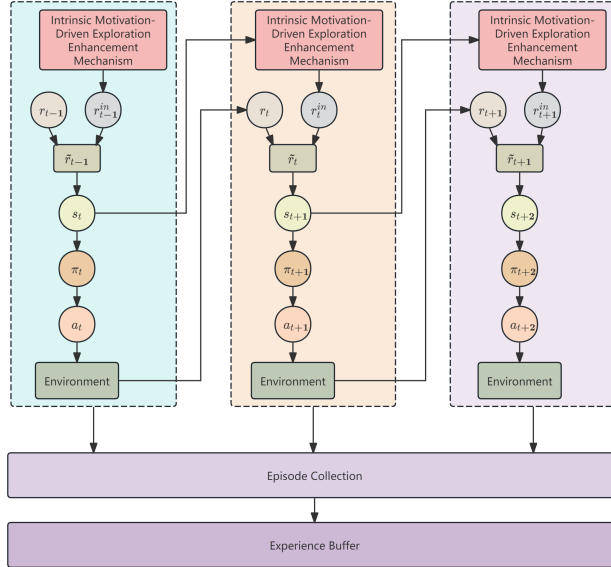 Intrinsic Motivation-
Driven Exploration
Enhancement
Mechanism
Intrinsic Motivation-
Driven Exploration
Enhancement
Mechanism
Intrinsic Motivation-
Driven Exploration
Enhancement
Mechanism
r_{t-1} r^{in}_{t-1}
r_t r^{in}_t
r_{t+1} r^{in}_{t+1}
r̃_{t-1}
r̃_t
r̃_{t+1}
s_t
s_{t+1}
s_{t+2}
π_t
π_{t+1}
π_{t+2}
a_t
a_{t+1}
a_{t+2}
Environment
Environment
Environment
Episode Collection
Experience Buffer